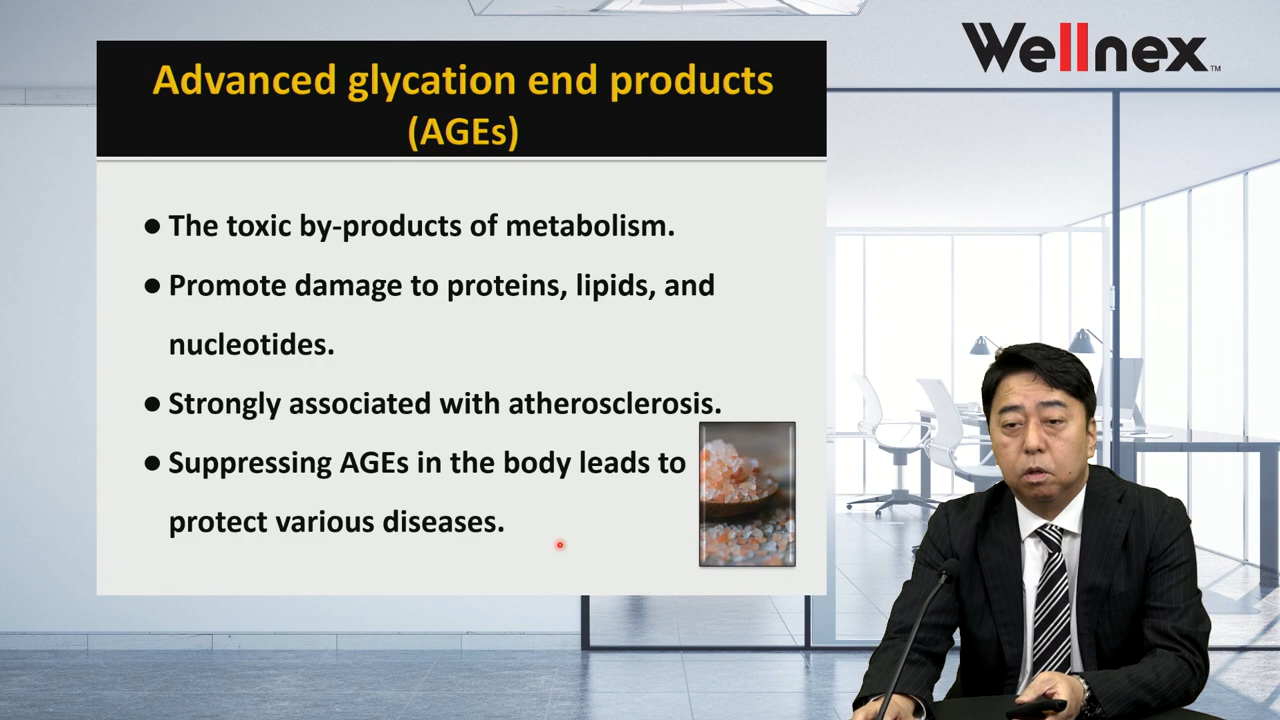 Wellnex™
Advanced glycation end products
(AGEs)
● The toxic by-products of metabolism.
● Promote damage to proteins, lipids, and
nucleotides.
● Strongly associated with atherosclerosis.
● Suppressing AGEs in the body leads to
protect various diseases.